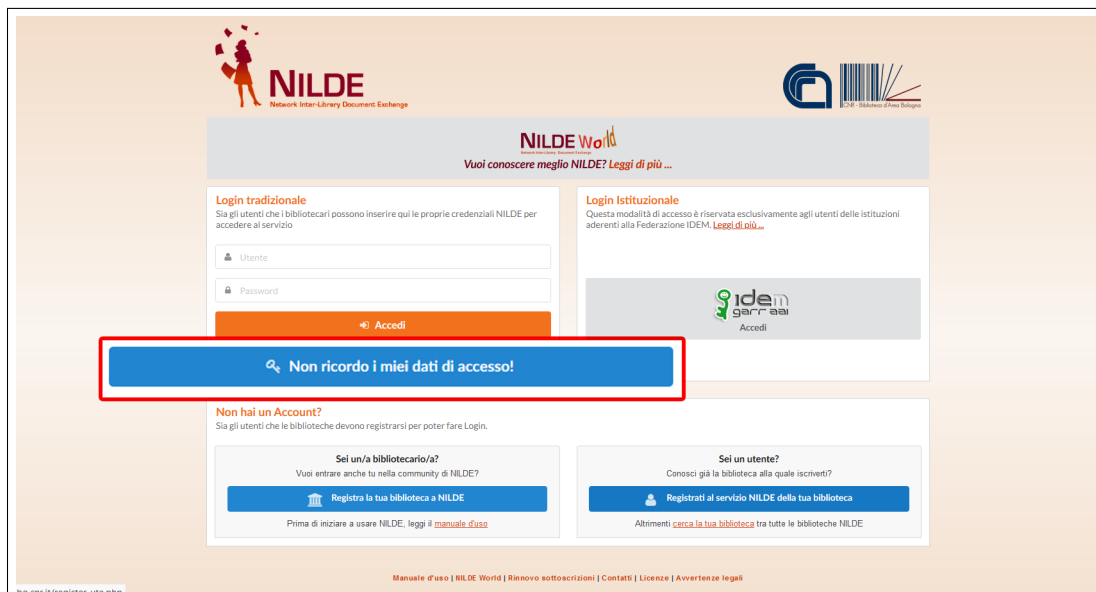 NILDE
Network Inter-Library Document Exchange
CNR - Biblioteca d'Area Bologna
NILDE World
Network Inter-Library Document Exchange
Vuoi conoscere meglio NILDE? Leggi di più ...
Login tradizionale
Sia gli utenti che i bibliotecari possono inserire qui le proprie credenziali NILDE per
accedere al servizio
Utente
Password
Accedi
Login Istituzionale
Questa modalità di accesso è riservata esclusivamente agli utenti delle istituzioni
aderenti alla Federazione IDEM. Leggi di più ...
idem
garr aai
Accedi
Non ricordo i miei dati di accesso!
Non hai un Account?
Sia gli utenti che le biblioteche devono registrarsi per poter fare Login.
Sei un/a bibliotecario/a?
Vuoi entrare anche tu nella community di NILDE?
Registra la tua biblioteca a NILDE
Prima di iniziare a usare NILDE, leggi il manuale d'uso
Sei un utente?
Conosci già la biblioteca alla quale iscriverti?
Registrati al servizio NILDE della tua biblioteca
Altrimenti cerca la tua biblioteca tra tutte le biblioteche NILDE
Manuale d'uso | NILDE World | Rinnovo sottoscrizioni | Contatti | Licenze | Avvertenze legali